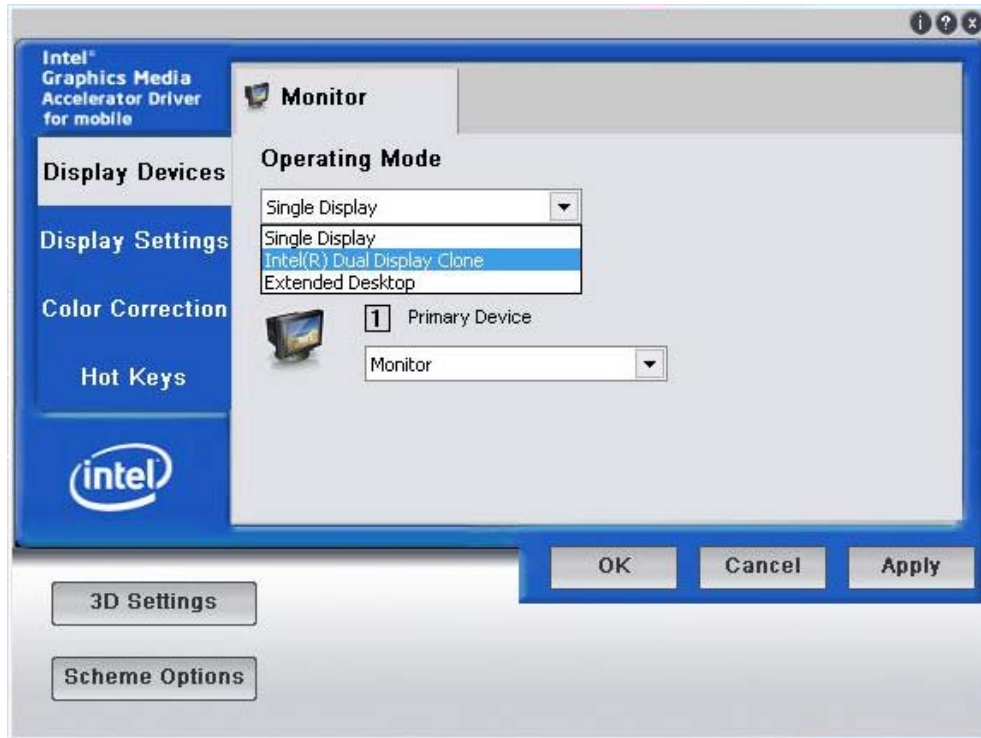 Intel®
Graphics Media
Accelerator Driver
for mobile
Monitor
Display Devices
Display Settings
Color Correction
Hot Keys
intel
Operating Mode
Single Display
Single Display
Intel(R) Dual Display Clone
Extended Desktop
1 Primary Device
Monitor
OK Cancel Apply
3D Settings
Scheme Options